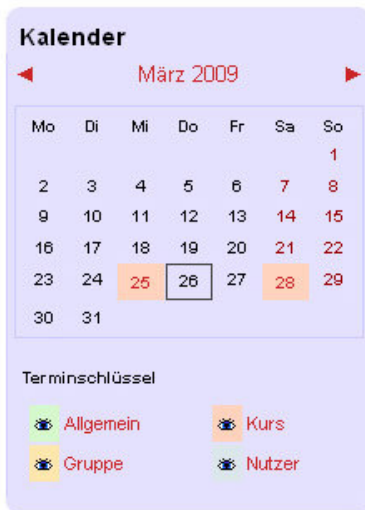 Kalender
◄ März 2009 ►
Mo Di Mi Do Fr Sa So
1
2 3 4 5 6 7 8
9 10 11 12 13 14 15
16 17 18 19 20 21 22
23 24 25 26 27 28 29
30 31
Terminschlüssel
Allgemein Kurs
Gruppe Nutzer